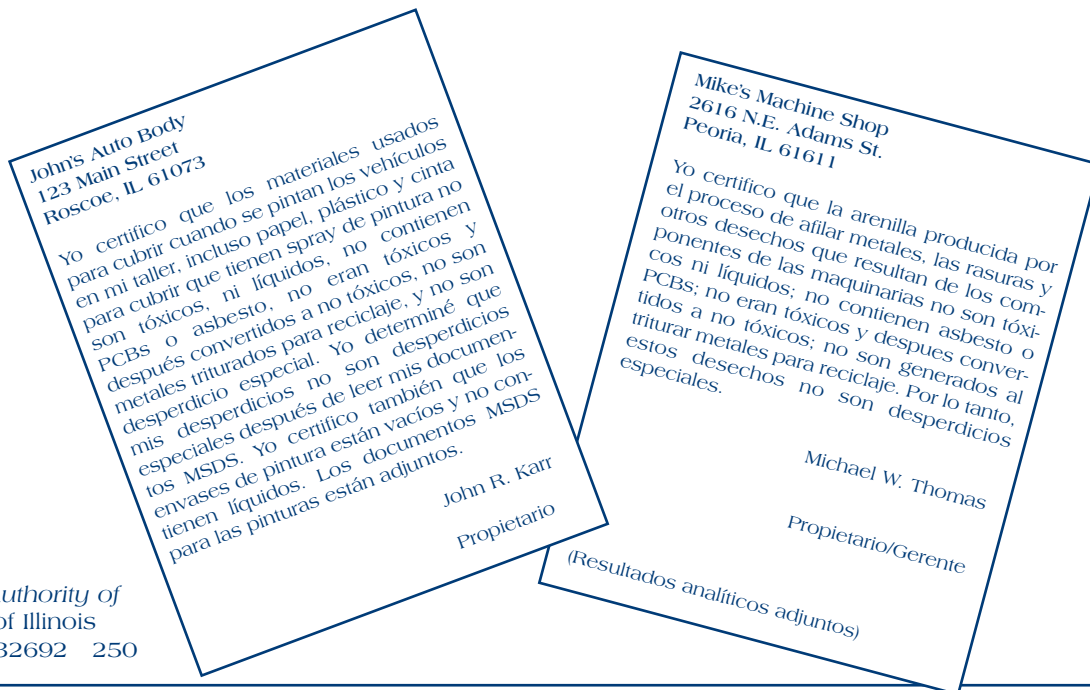 John's Auto Body
123 Main Street
Roscoe, IL 61073
Yo certifico que los materiales usados
para cubrir cuando se pintan los vehículos
en mi taller, incluso papel, plástico y cinta
para cubrir que tienen spray de pintura no
son tóxicos, ni líquidos, no contienen
PCBs o asbesto, no eran tóxicos y
después convertidos a no tóxicos, no son
metales triturados para reciclaje, y no son
desperdicio especial. Yo determiné que
mis desperdicios no son desperdicios
especiales después de leer mis documen-
tos MSDS. Yo certifico también que los
envases de pintura están vacíos y no con-
tienen líquidos. Los documentos MSDS
para las pinturas están adjuntos.
John R. Karr
Propietario
Mike's Machine Shop
2616 N.E. Adams St.
Peoria, IL 61611
Yo certifico que la arenilla producida por
el proceso de afilar metales, las rasuras y
otros desechos que resultan de los com-
ponentes de las maquinarias no son tóxi-
cos ni líquidos; no contienen asbesto o
PCBs; no eran tóxicos y despues conver-
tidos a no tóxicos; no son generados al
triturar metales para reciclaje. Por lo tanto,
estos desechos no son desperdicios
especiales.
Michael W. Thomas
Propietario/Gerente
(Resultados analíticos adjuntos)
uthority of
of Illinois
32692 250